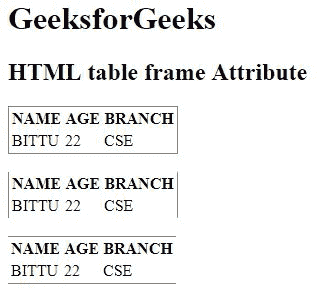 GeeksforGeeks
HTML table frame Attribute
NAME AGE BRANCH
BITTU 22 CSE
NAME AGE BRANCH
BITTU 22 CSE
NAME AGE BRANCH
BITTU 22 CSE